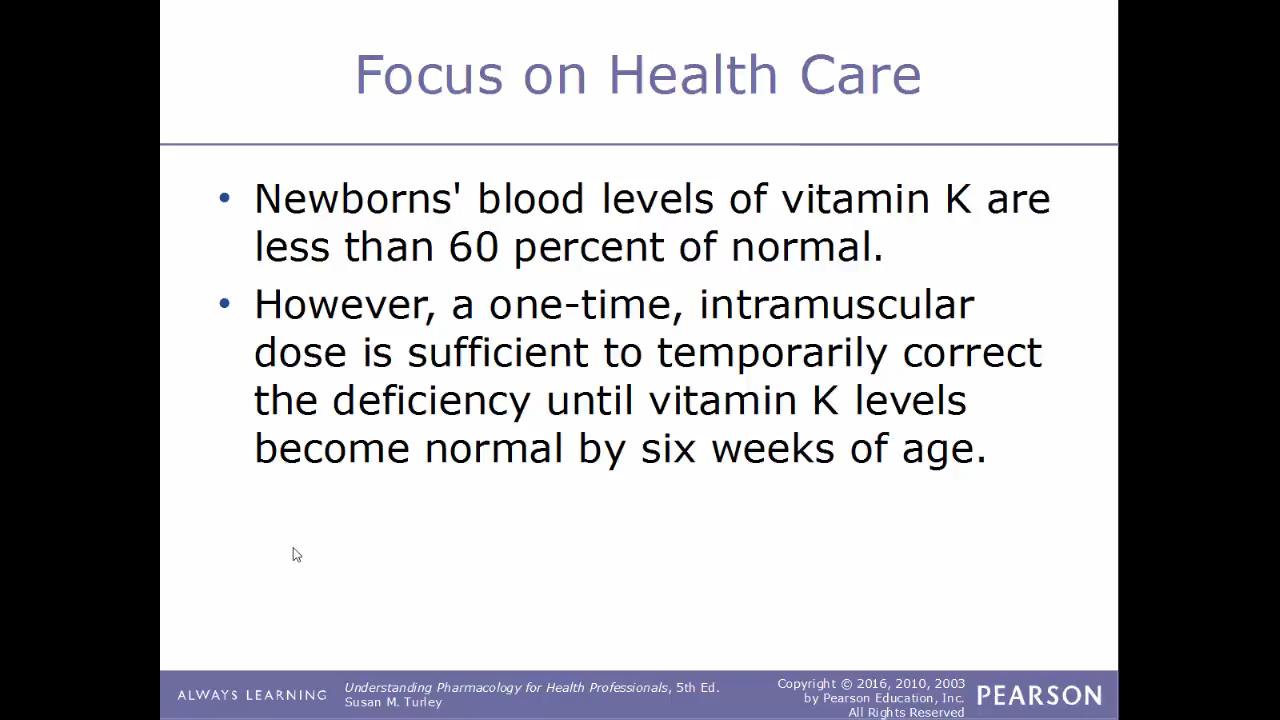 Focus on Health Care
• Newborns' blood levels of vitamin K are
less than 60 percent of normal.
• However, a one-time, intramuscular
dose is sufficient to temporarily correct
the deficiency until vitamin K levels
become normal by six weeks of age.
ALWAYS LEARNING
Understanding Pharmacology for Health Professionals, 5th Ed.
Susan M. Turley
Copyright © 2016, 2010, 2003
by Pearson Education, Inc.
All Rights Reserved
PEARSON